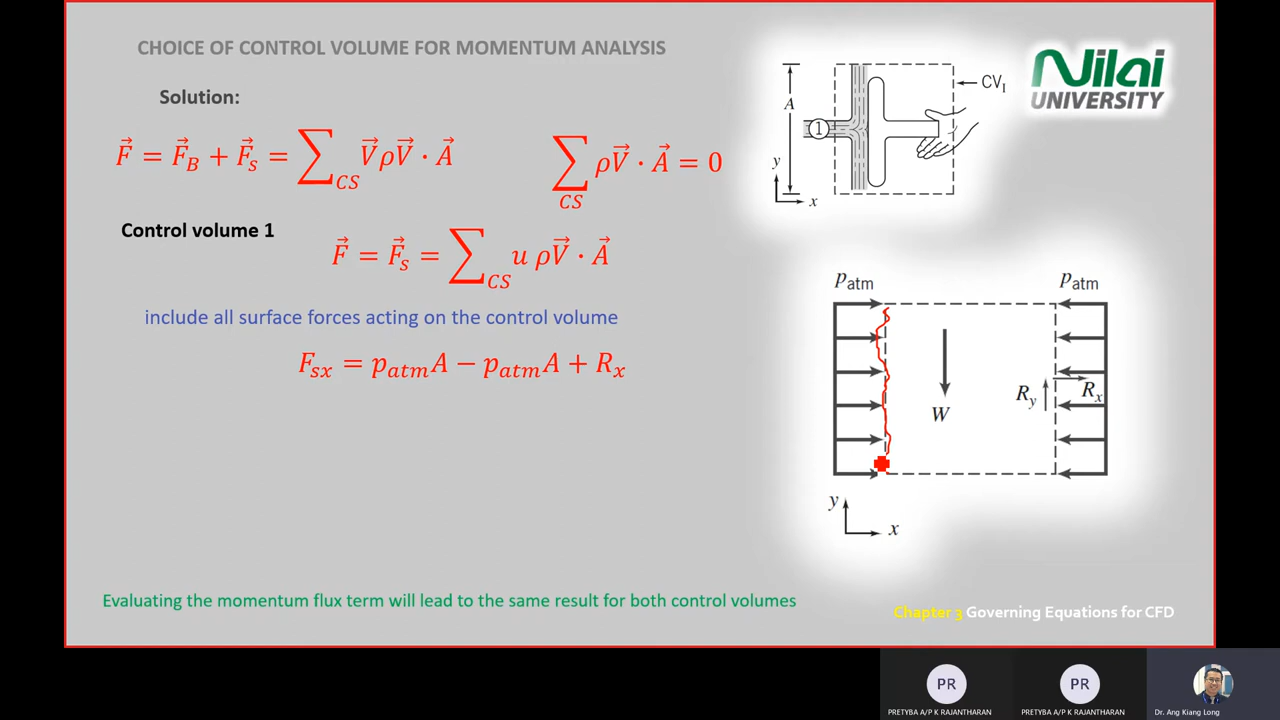 CHOICE OF CONTROL VOLUME FOR MOMENTUM ANALYSIS
Nilai
UNIVERSITY
Solution:
F⃗ = F⃗_B + F⃗_s = ∑_CS V⃗ρV⃗ · A⃗
∑_CS ρV⃗ · A⃗ = 0
Control volume 1
F⃗ = F⃗_s = ∑_CS u ρV⃗ · A⃗
include all surface forces acting on the control volume
F_sx = p_atm A − p_atm A + R_x
A
1
CV_I
y
x
p_atm
p_atm
W
R_y
R_x
y
x
Evaluating the momentum flux term will lead to the same result for both control volumes
Chapter 3 Governing Equations for CFD
PR
PR
PRETYBA A/P K RAJANTHARAN
PRETYBA A/P K RAJANTHARAN
Dr. Ang Kiang Long